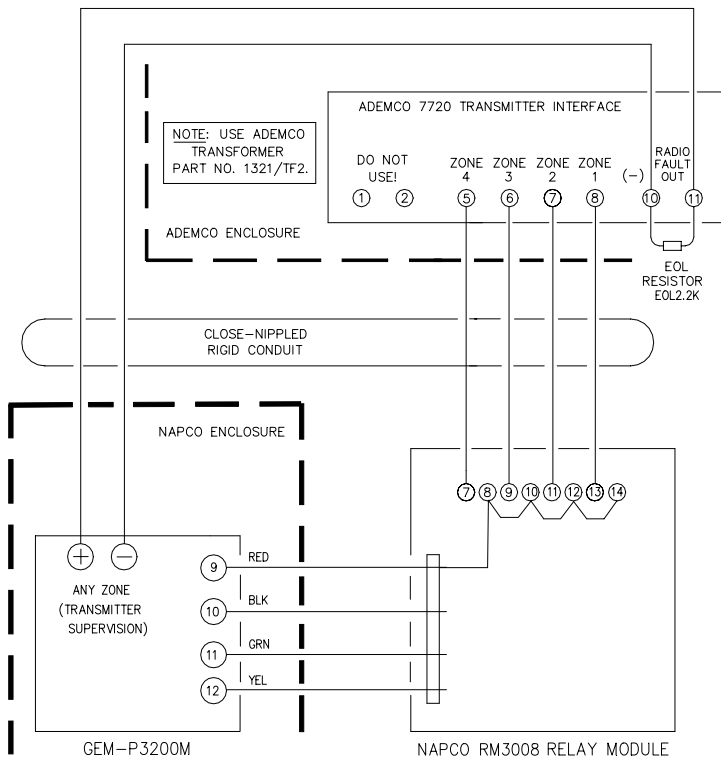 ADEMCO 7720 TRANSMITTER INTERFACE
NOTE: USE ADEMCO
TRANSFORMER
PART NO. 1321/TF2.
DO NOT
USE!
ZONE
4
ZONE
3
ZONE
2
ZONE
1
(-)
RADIO
FAULT
OUT
1 2 5 6 7 8 10 11
ADEMCO ENCLOSURE
EOL
RESISTOR
EOL2.2K
CLOSE-NIPPLED
RIGID CONDUIT
NAPCO ENCLOSURE
7 8 9 10 11 12 13 14
+ −
ANY ZONE
(TRANSMITTER
SUPERVISION)
9 RED
10 BLK
11 GRN
12 YEL
GEM-P3200M
NAPCO RM3008 RELAY MODULE